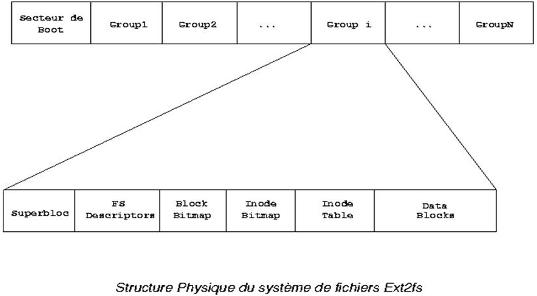 Secteur de
Boot
Group1
Group2
...
Group i
...
GroupN
Superbloc
FS
Descriptors
Block
Bitmap
Inode
Bitmap
Inode
Table
Data
Blocks
Structure Physique du système de fichiers Ext2fs